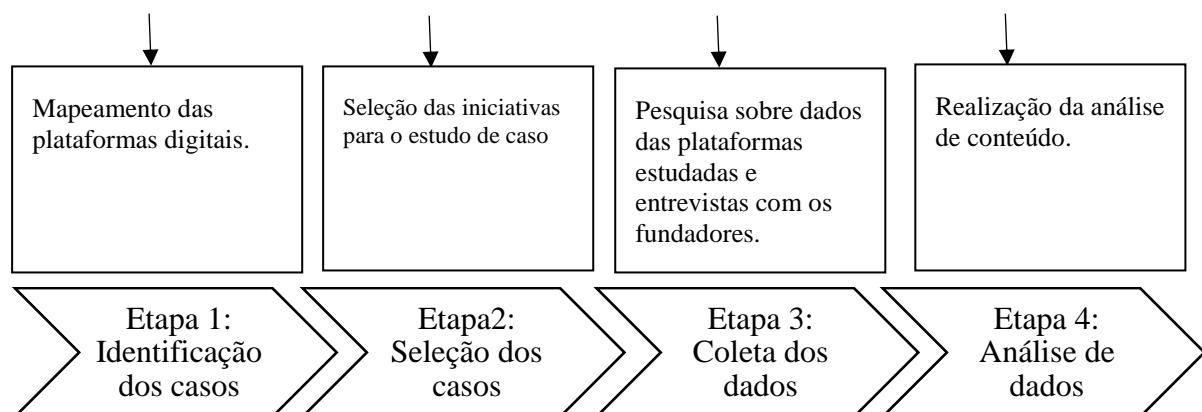 Mapeamento das
plataformas digitais.
Seleção das iniciativas
para o estudo de caso
Pesquisa sobre dados
das plataformas
estudadas e
entrevistas com os
fundadores.
Realização da análise
de conteúdo.
Etapa 1:
Identificação
dos casos
Etapa2:
Seleção dos
casos
Etapa 3:
Coleta dos
dados
Etapa 4:
Análise de
dados